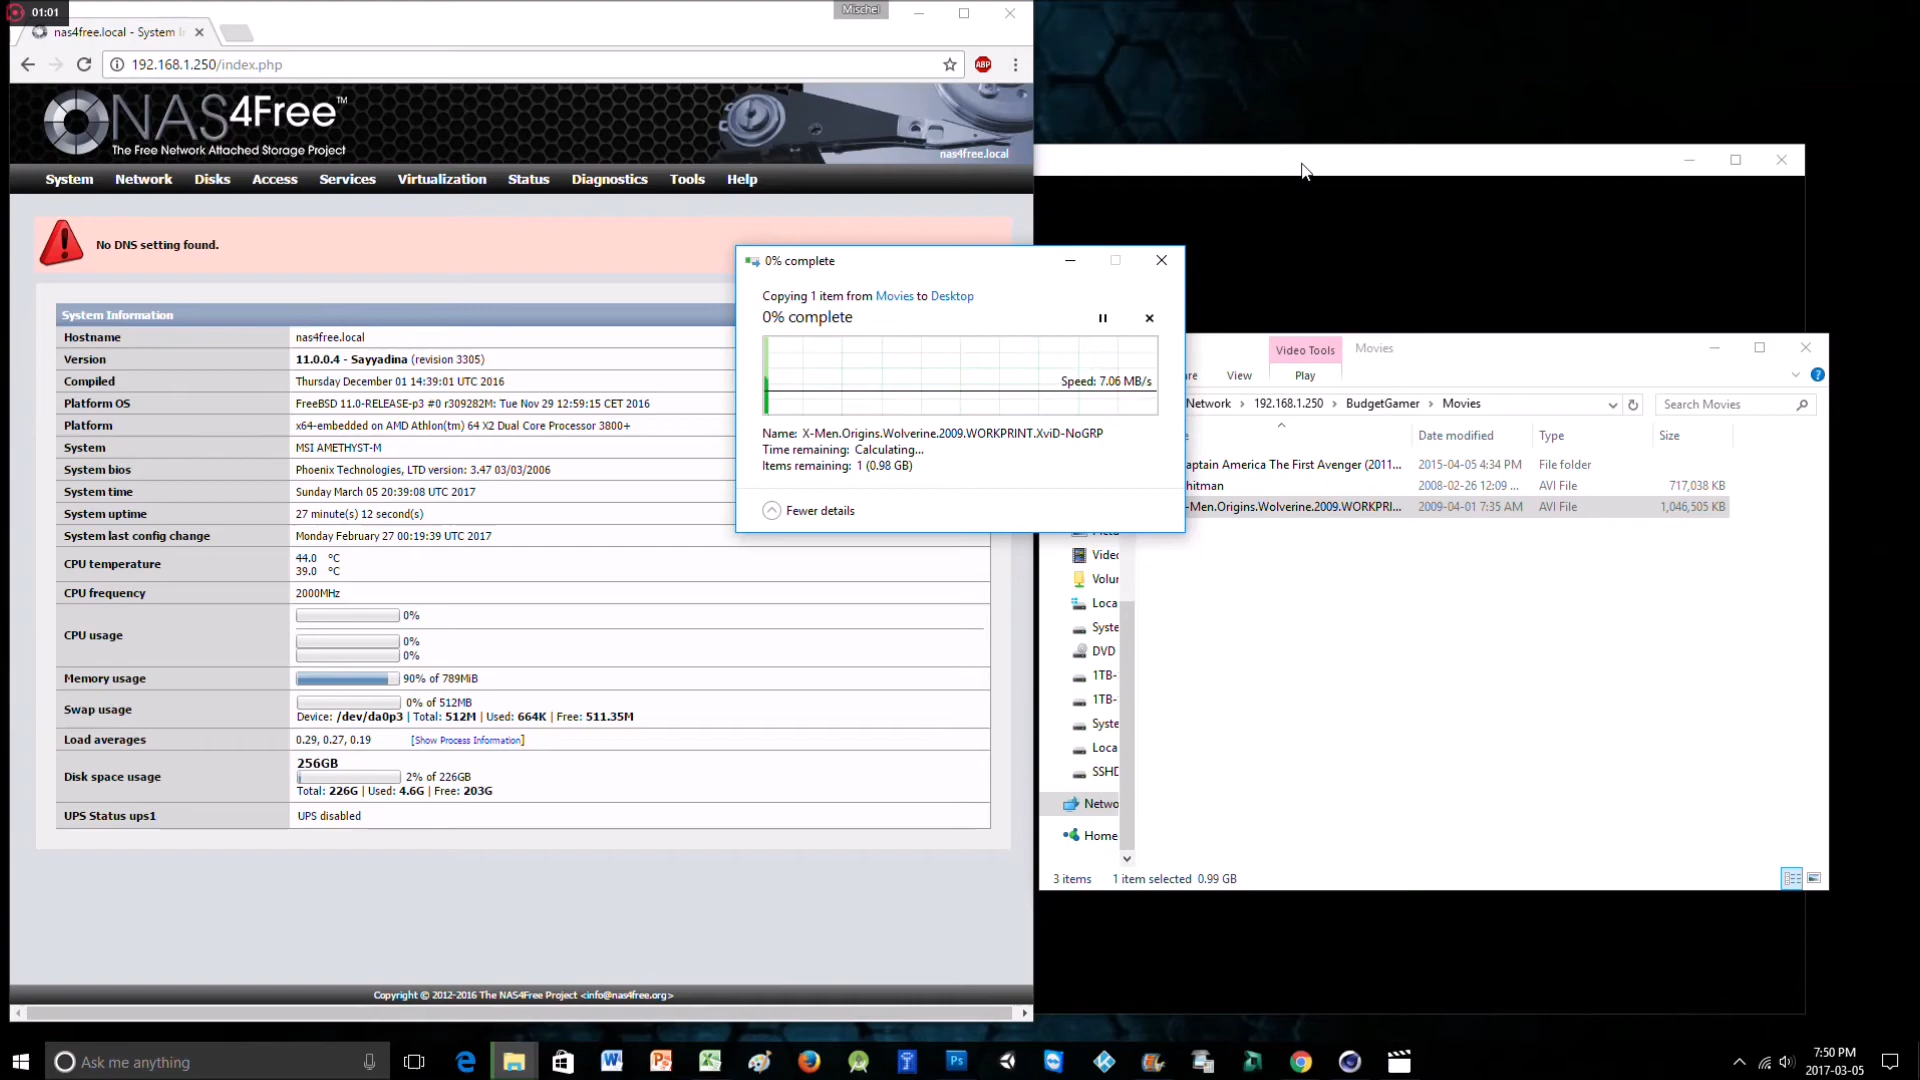 01:01
Mischel
nas4free.local - System I
192.168.1.250/index.php
ABP
NAS4Free™
The Free Network Attached Storage Project
nas4free.local
System Network Disks Access Services Virtualization Status Diagnostics Tools Help
No DNS setting found.
System Information
Hostname nas4free.local
Version 11.0.0.4 - Sayyadina (revision 3305)
Compiled Thursday December 01 14:39:01 UTC 2016
Platform OS FreeBSD 11.0-RELEASE-p3 #0 r309282M: Tue Nov 29 12:59:15 CET 2016
Platform x64-embedded on AMD Athlon(tm) 64 X2 Dual Core Processor 3800+
System MSI AMETHYST-M
System bios Phoenix Technologies, LTD version: 3.47 03/03/2006
System time Sunday March 05 20:39:08 UTC 2017
System uptime 27 minute(s) 12 second(s)
System last config change Monday February 27 00:19:39 UTC 2017
CPU temperature 44.0 °C
39.0 °C
CPU frequency 2000MHz
CPU usage 0%
0%
0%
Memory usage 90% of 789MiB
Swap usage 0% of 512MB
Device: /dev/da0p3 | Total: 512M | Used: 664K | Free: 511.35M
Load averages 0.29, 0.27, 0.19 [Show Process Information]
Disk space usage 256GB
2% of 226GB
Total: 226G | Used: 4.6G | Free: 203G
UPS Status ups1 UPS disabled
Copyright © 2012-2016 The NAS4Free Project <info@nas4free.org>
0% complete
Copying 1 item from Movies to Desktop
0% complete
Speed: 7.06 MB/s
Name: X-Men.Origins.Wolverine.2009.WORKPRINT.XviD-NoGRP
Time remaining: Calculating...
Items remaining: 1 (0.98 GB)
Fewer details
Video Tools Movies
are View Play
Network 192.168.1.250 BudgetGamer Movies
Search Movies
Date modified Type Size
aptain America The First Avenger (2011... 2015-04-05 4:34 PM File folder
hitman 2008-02-26 12:09 ... AVI File 717,038 KB
-Men.Origins.Wolverine.2009.WORKPRI... 2009-04-01 7:35 AM AVI File 1,046,505 KB
Videc
Volur
Loca
Syste
DVD
1TB-
1TB-
Syste
Loca
SSHD
Netwo
Home
3 items 1 item selected 0.99 GB
Ask me anything
7:50 PM
2017-03-05